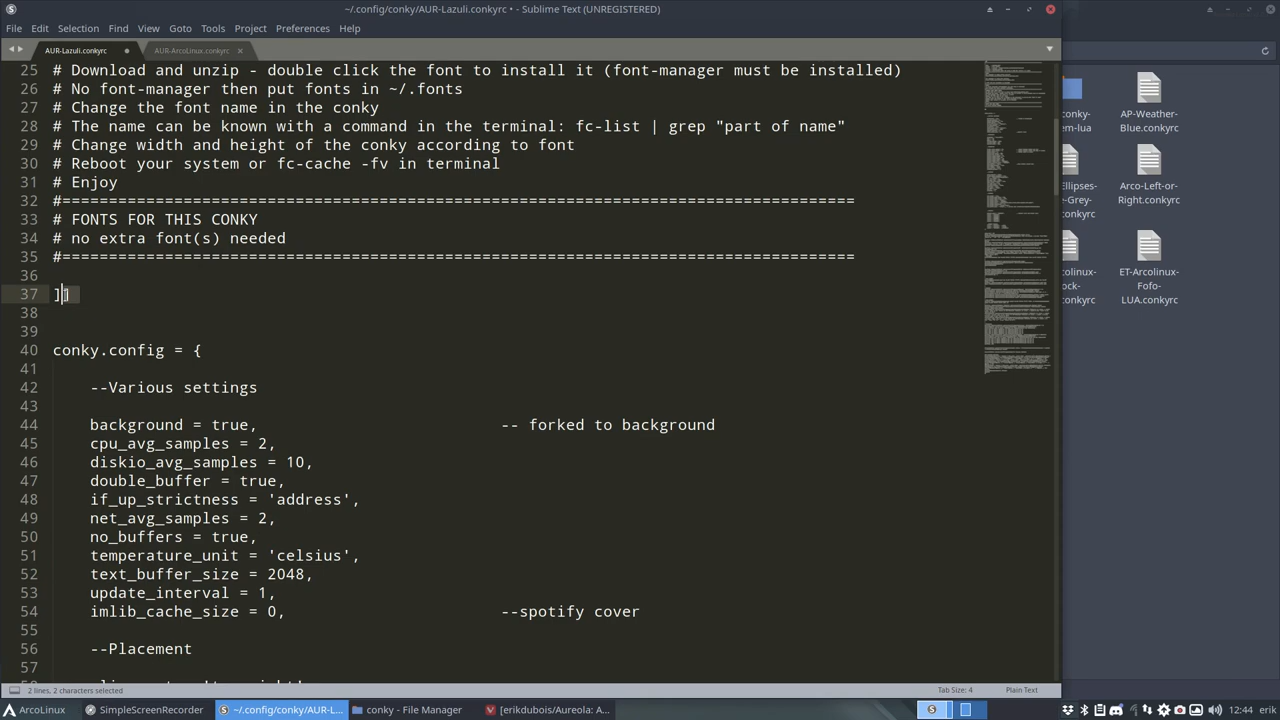 ~/.config/conky/AUR-Lazuli.conkyrc • - Sublime Text (UNREGISTERED)
File Edit Selection Find View Goto Tools Project Preferences Help
AUR-Lazuli.conkyrc
AUR-ArcoLinux.conkyrc
25 # Download and unzip - double click the font to install it (font-manager must be installed)
26 # No font-manager then put fonts in ~/.fonts
27 # Change the font name in the conky
28 # The name can be known with a command in the terminal: fc-list | grep "part of name"
29 # Change width and height of the conky according to font
30 # Reboot your system or fc-cache -fv in terminal
31 # Enjoy
32 #=====================================================================================
33 # FONTS FOR THIS CONKY
34 # no extra font(s) needed
35 #=====================================================================================
36
37 ]]
38
39
40 conky.config = {
41
42 --Various settings
43
44 background = true, -- forked to background
45 cpu_avg_samples = 2,
46 diskio_avg_samples = 10,
47 double_buffer = true,
48 if_up_strictness = 'address',
49 net_avg_samples = 2,
50 no_buffers = true,
51 temperature_unit = 'celsius',
52 text_buffer_size = 2048,
53 update_interval = 1,
54 imlib_cache_size = 0, --spotify cover
55
56 --Placement
57
2 lines, 2 characters selected
Tab Size: 4
Plain Text
AP-Weather-
Blue.conkyrc
Ellipses-
Grey-
conkyrc
Arco-Left-or-
Right.conkyrc
ET-Arcolinux-
Fofo-
LUA.conkyrc
ArcoLinux
SimpleScreenRecorder
~/.config/conky/AUR-L...
conky - File Manager
[erikdubois/Aureola: A...
12:44 erik